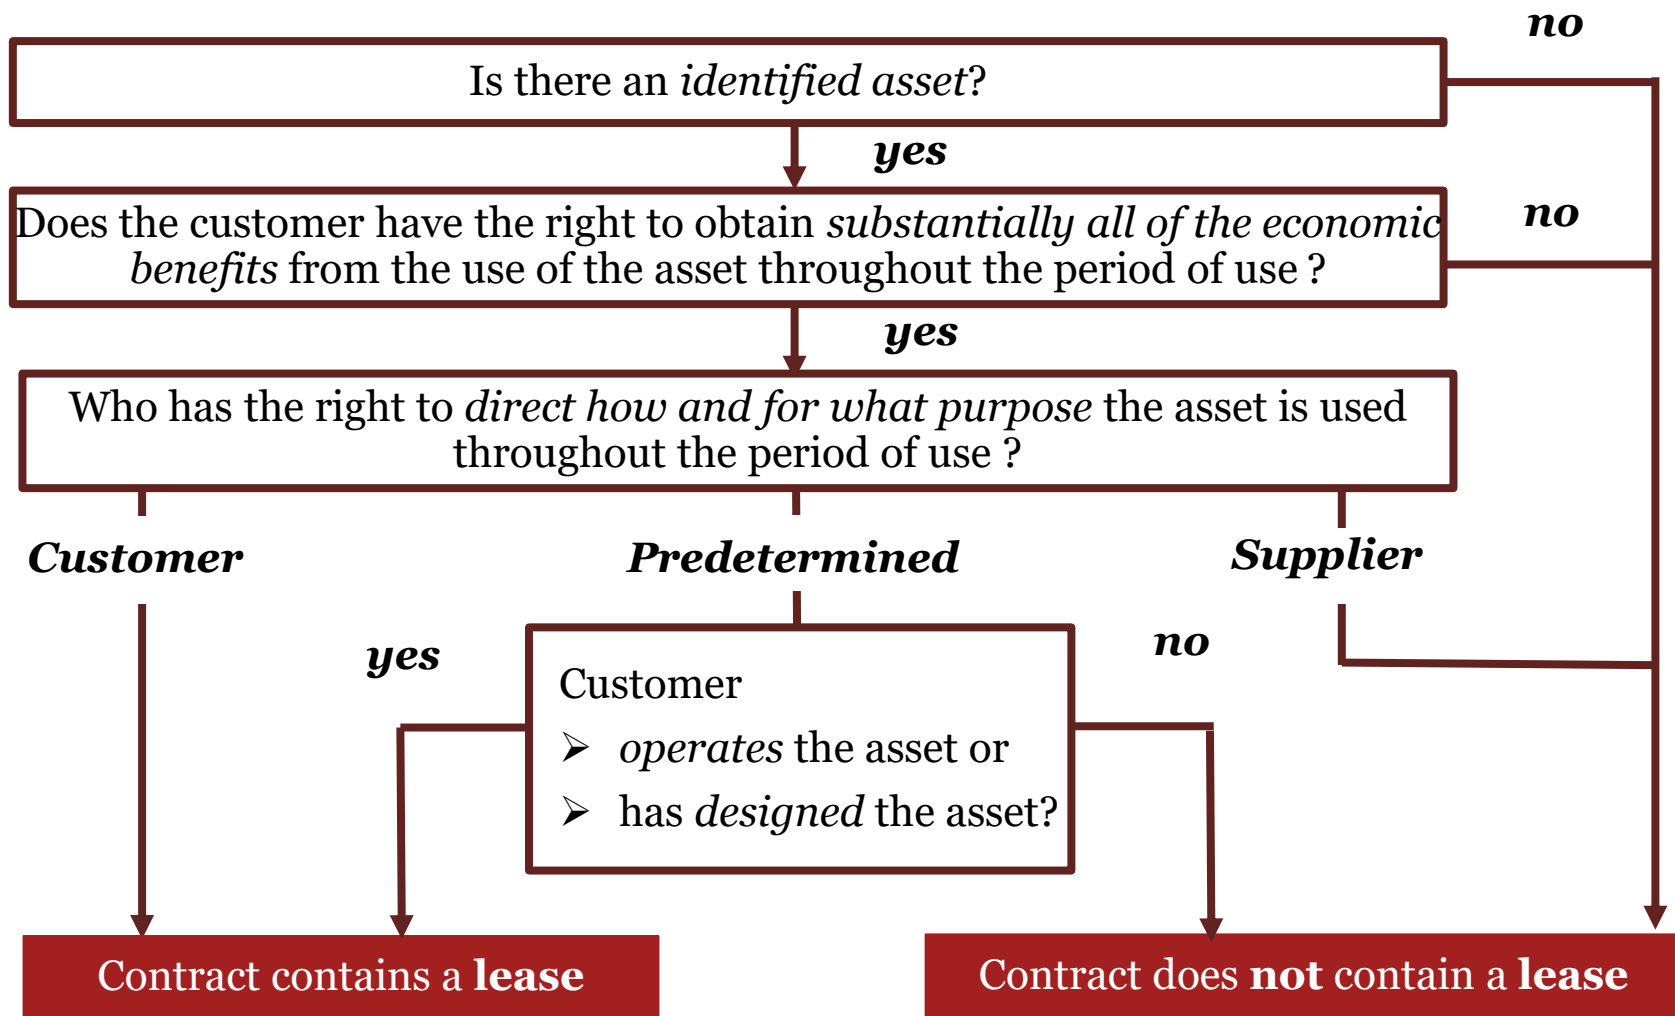 no
Is there an identified asset?
yes
Does the customer have the right to obtain substantially all of the economic
benefits from the use of the asset throughout the period of use ?
no
yes
Who has the right to direct how and for what purpose the asset is used
throughout the period of use ?
Customer
Predetermined
Supplier
yes
no
Customer
➢ operates the asset or
➢ has designed the asset?
Contract contains a lease
Contract does not contain a lease